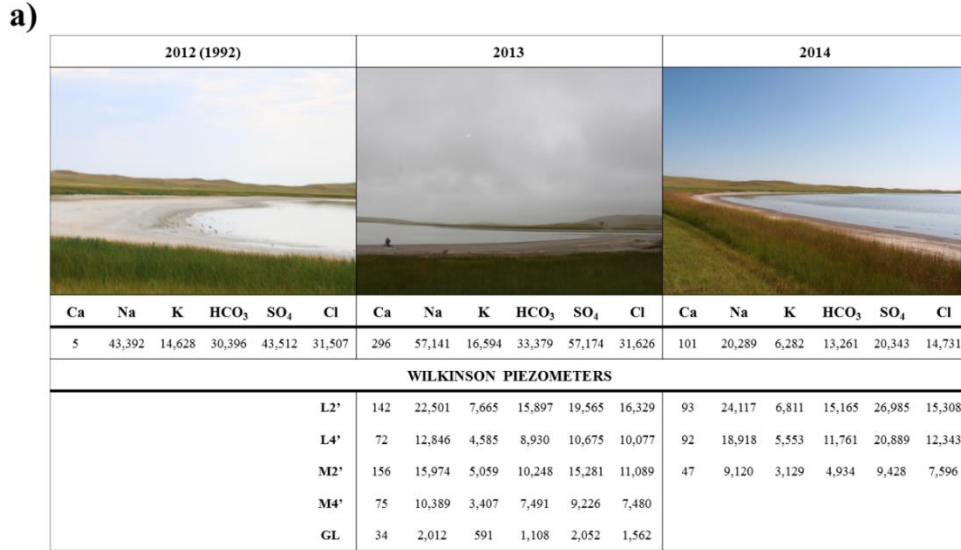 a)
2012 (1992) 2013 2014
Ca Na K HCO₃ SO₄ Cl Ca Na K HCO₃ SO₄ Cl Ca Na K HCO₃ SO₄ Cl
5 43,392 14,628 30,396 43,512 31,507 296 57,141 16,594 33,379 57,174 31,626 101 20,289 6,282 13,261 20,343 14,731
WILKINSON PIEZOMETERS
L2’ 142 22,501 7,665 15,897 19,565 16,329 93 24,117 6,811 15,165 26,985 15,308
L4’ 72 12,846 4,585 8,930 10,675 10,077 92 18,918 5,553 11,761 20,889 12,343
M2’ 156 15,974 5,059 10,248 15,281 11,089 47 9,120 3,129 4,934 9,428 7,596
M4’ 75 10,389 3,407 7,491 9,226 7,480
GL 34 2,012 591 1,108 2,052 1,562